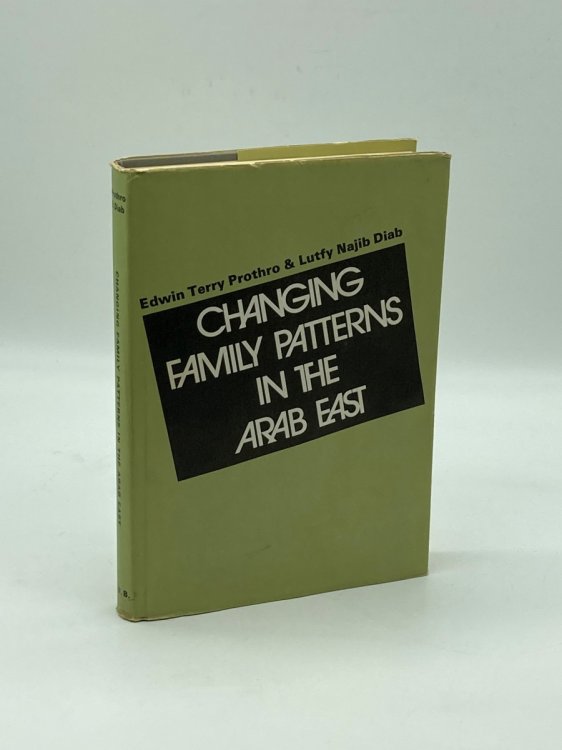 Edwin Terry Prothro & Lutfy Najib Diab
CHANGING
FAMILY PATTERNS
IN THE
ARAB EAST
Diab
CHANGING FAMILY PATTERNS IN THE ARAB EAST
B.